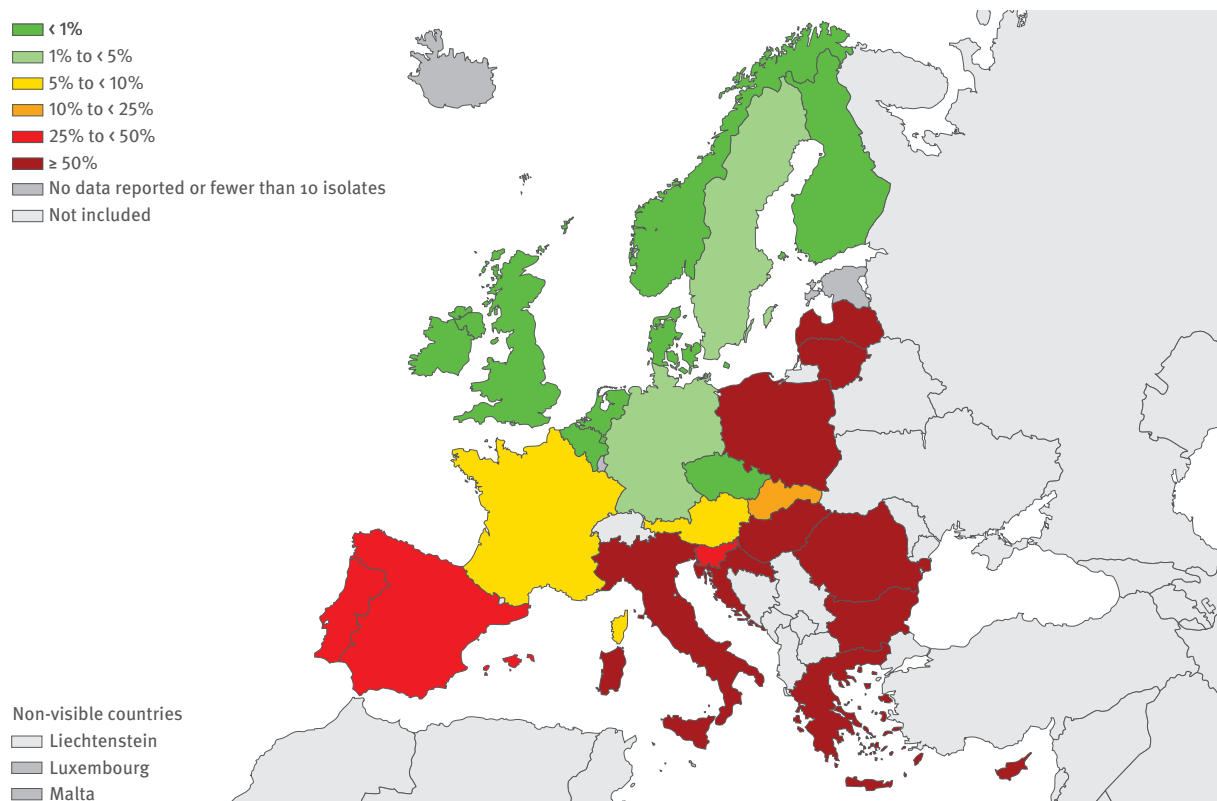 < 1%
1% to < 5%
5% to < 10%
10% to < 25%
25% to < 50%
≥ 50%
No data reported or fewer than 10 isolates
Not included
Non-visible countries
Liechtenstein
Luxembourg
Malta